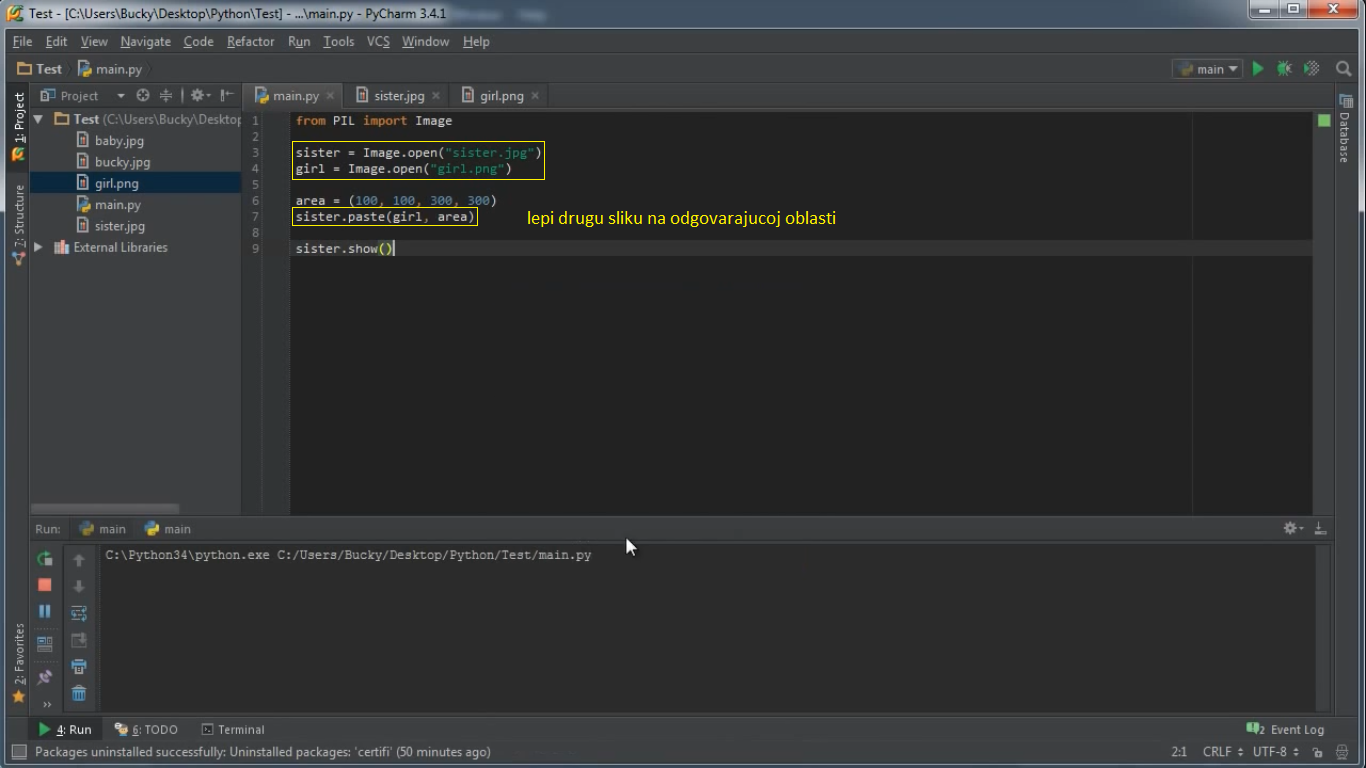 Test - [C:\Users\Bucky\Desktop\Python\Test] - ...\main.py - PyCharm 3.4.1
File Edit View Navigate Code Refactor Run Tools VCS Window Help
Test main.py main
1: Project
Project main.py sister.jpg girl.png
Test (C:\Users\Bucky\Desktop
baby.jpg
bucky.jpg
girl.png
main.py
sister.jpg
External Libraries
7: Structure
Database
1 from PIL import Image
2
3 sister = Image.open("sister.jpg")
4 girl = Image.open("girl.png")
5
6 area = (100, 100, 300, 300)
7 sister.paste(girl, area) lepi drugu sliku na odgovarajucoj oblasti
8
9 sister.show()
Run: main main
C:\Python34\python.exe C:/Users/Bucky/Desktop/Python/Test/main.py
2: Favorites
4: Run 6: TODO Terminal 2 Event Log
Packages uninstalled successfully: Uninstalled packages: 'certifi' (50 minutes ago) 2:1 CRLF UTF-8